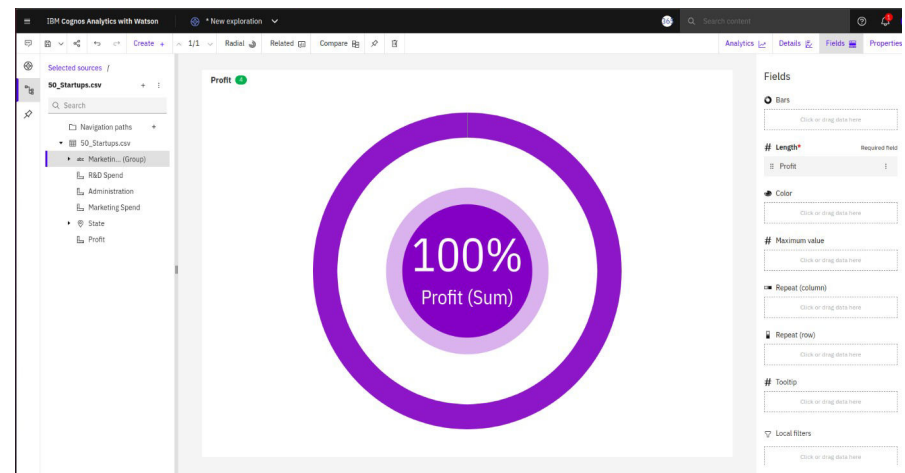 IBM Cognos Analytics with Watson
* New exploration
Search content
Create +
1/1
Radial
Related
Compare
Analytics
Details
Fields
Properties
Selected sources /
50_Startups.csv
Search
Navigation paths +
50_Startups.csv
abc Marketin... (Group)
R&D Spend
Administration
Marketing Spend
State
Profit
Profit 4
100%
Profit (Sum)
Fields
Bars
Click or drag data here
# Length* Required field
Profit
Color
Click or drag data here
# Maximum value
Click or drag data here
Repeat (column)
Click or drag data here
Repeat (row)
Click or drag data here
# Tooltip
Click or drag data here
Local filters
Click or drag data here